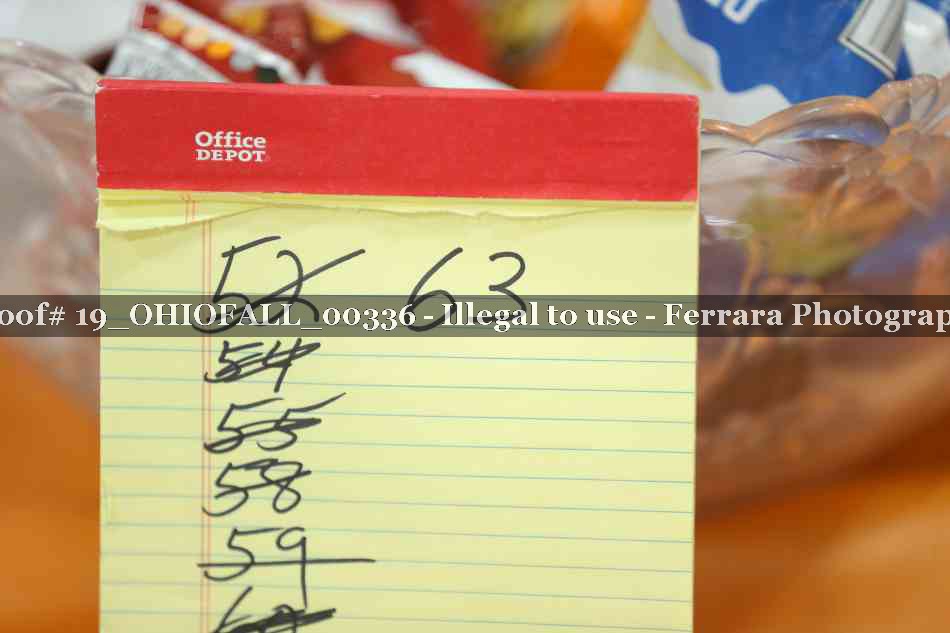 Office
DEPOT
52 63
oof# 19_OHIOFALL_00336 - Illegal to use - Ferrara Photograp
54
55
58
59